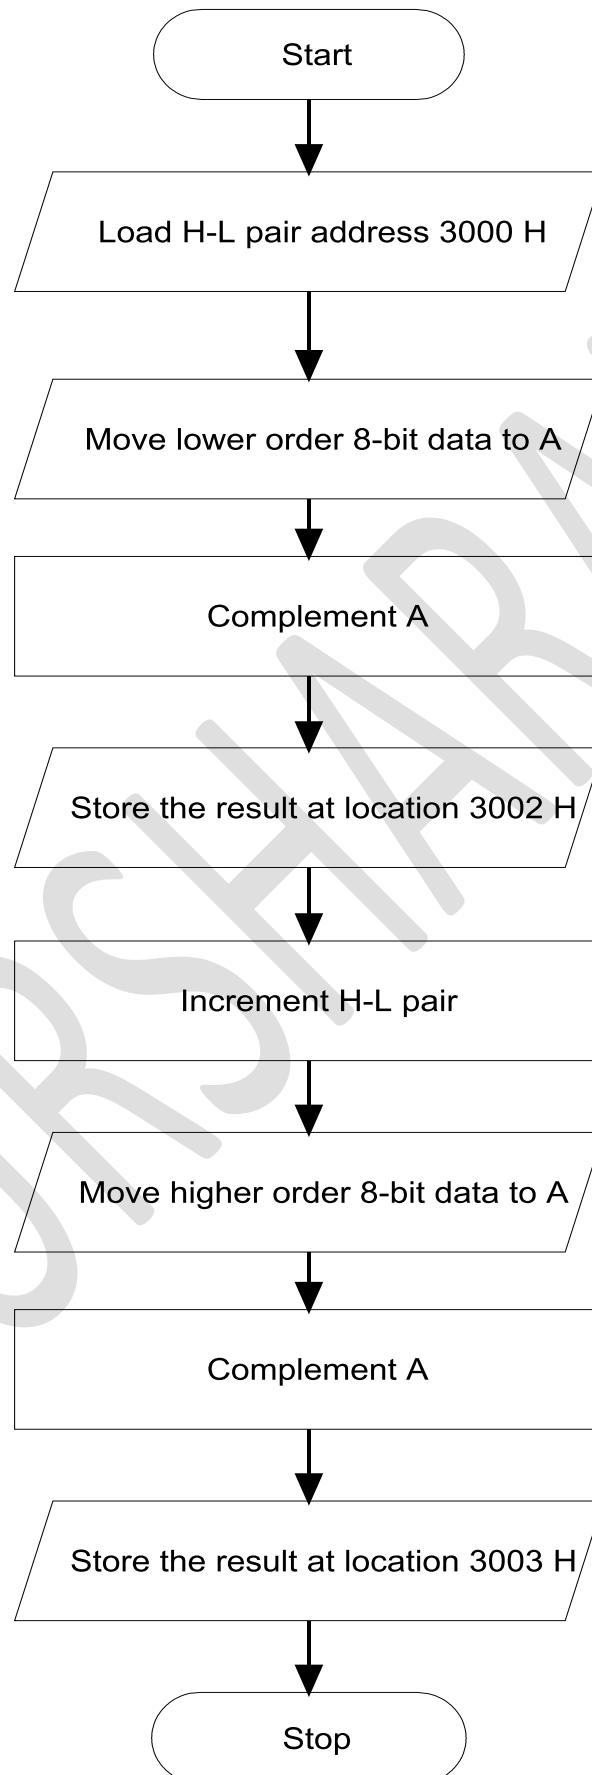 Start
Load H-L pair address 3000 H
Move lower order 8-bit data to A
Complement A
Store the result at location 3002 H
Increment H-L pair
Move higher order 8-bit data to A
Complement A
Store the result at location 3003 H
Stop